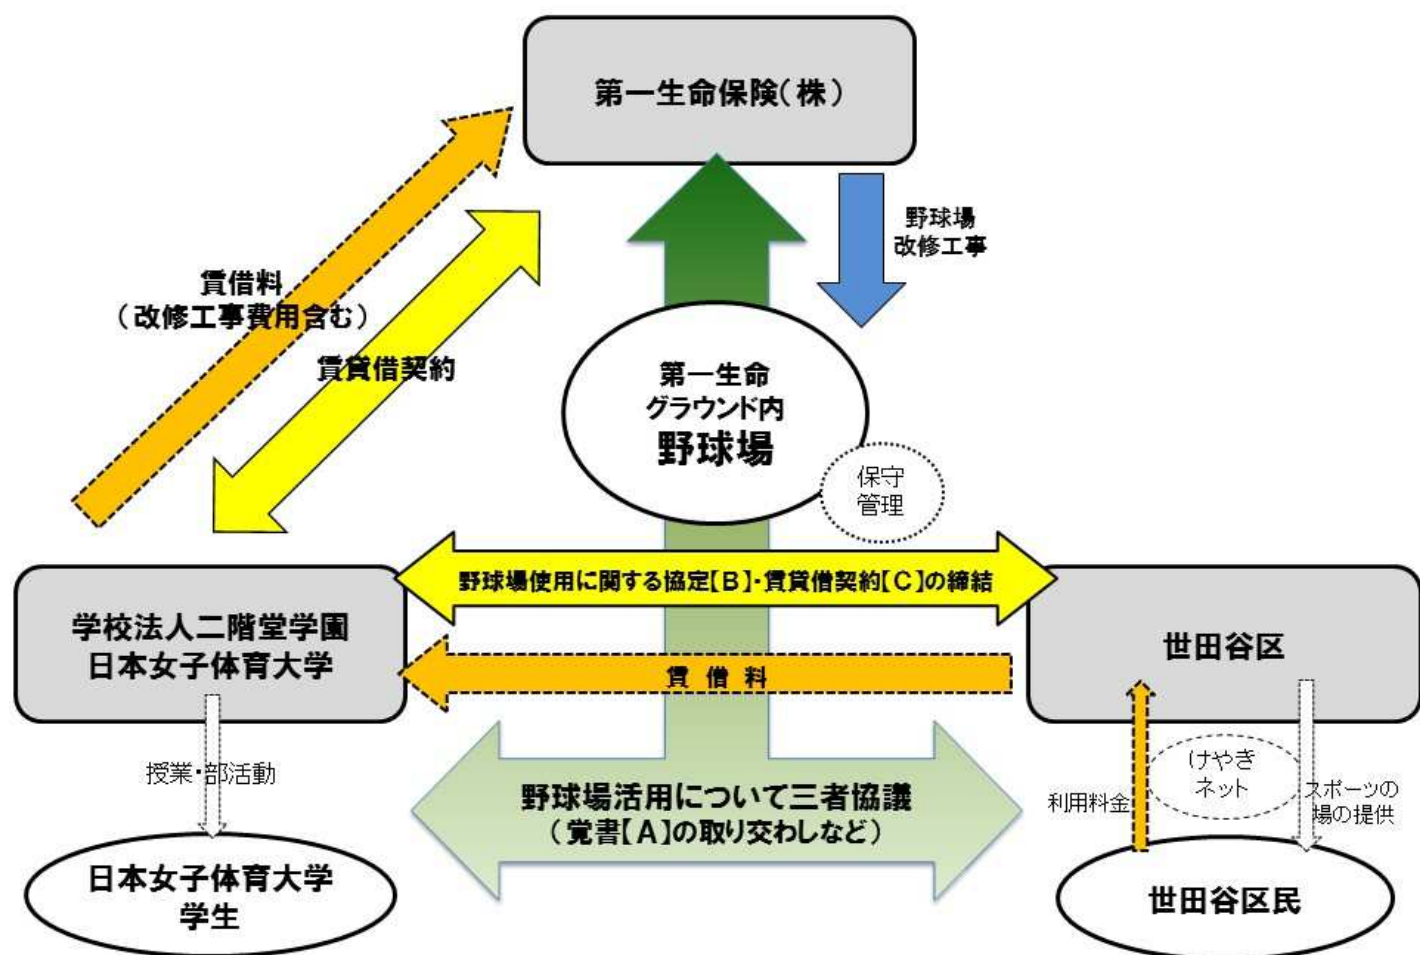 第一生命保険(株)
野球場
改修工事
賃借料
(改修工事費用含む)
賃貸借契約
第一生命
グラウンド内
野球場
保守
管理
野球場使用に関する協定【B】・賃貸借契約【C】の締結
学校法人二階堂学園
日本女子体育大学
世田谷区
賃 借 料
授業・部活動
けやき
ネット
利用料金
スポーツの
場の提供
野球場活用について三者協議
(覚書【A】の取り交わしなど)
日本女子体育大学
学生
世田谷区民